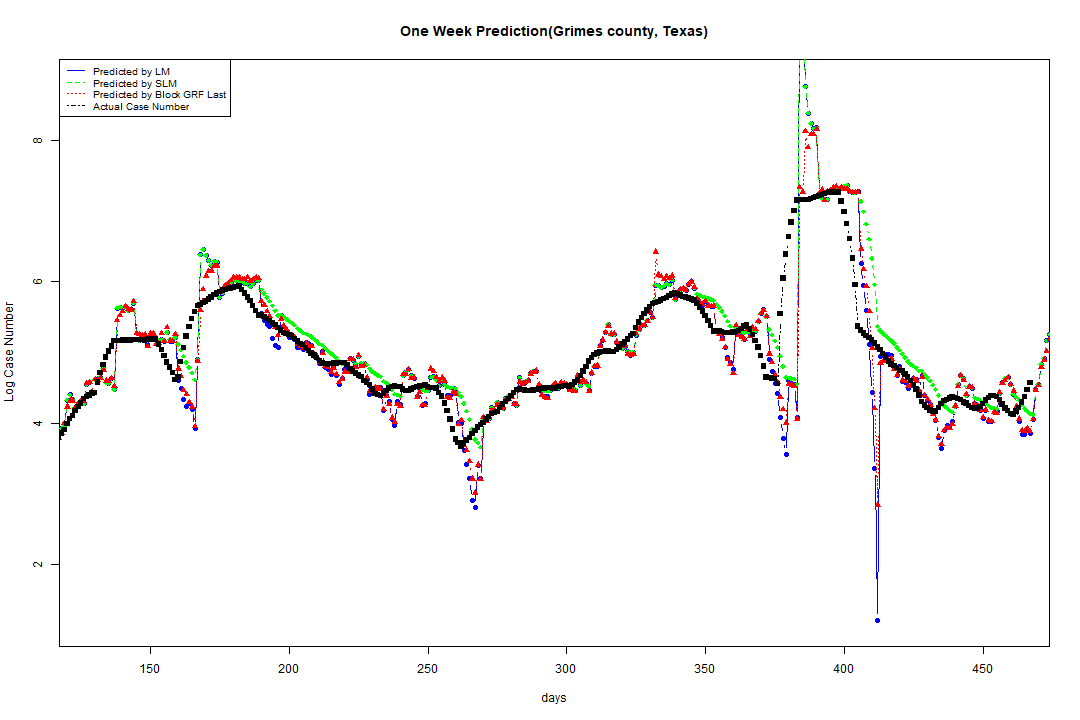 One Week Prediction(Grimes county, Texas)
Predicted by LM
Predicted by SLM
Predicted by Block GRF Last
Actual Case Number
8
6
4
2
Log Case Number
150 200 250 300 350 400 450
days